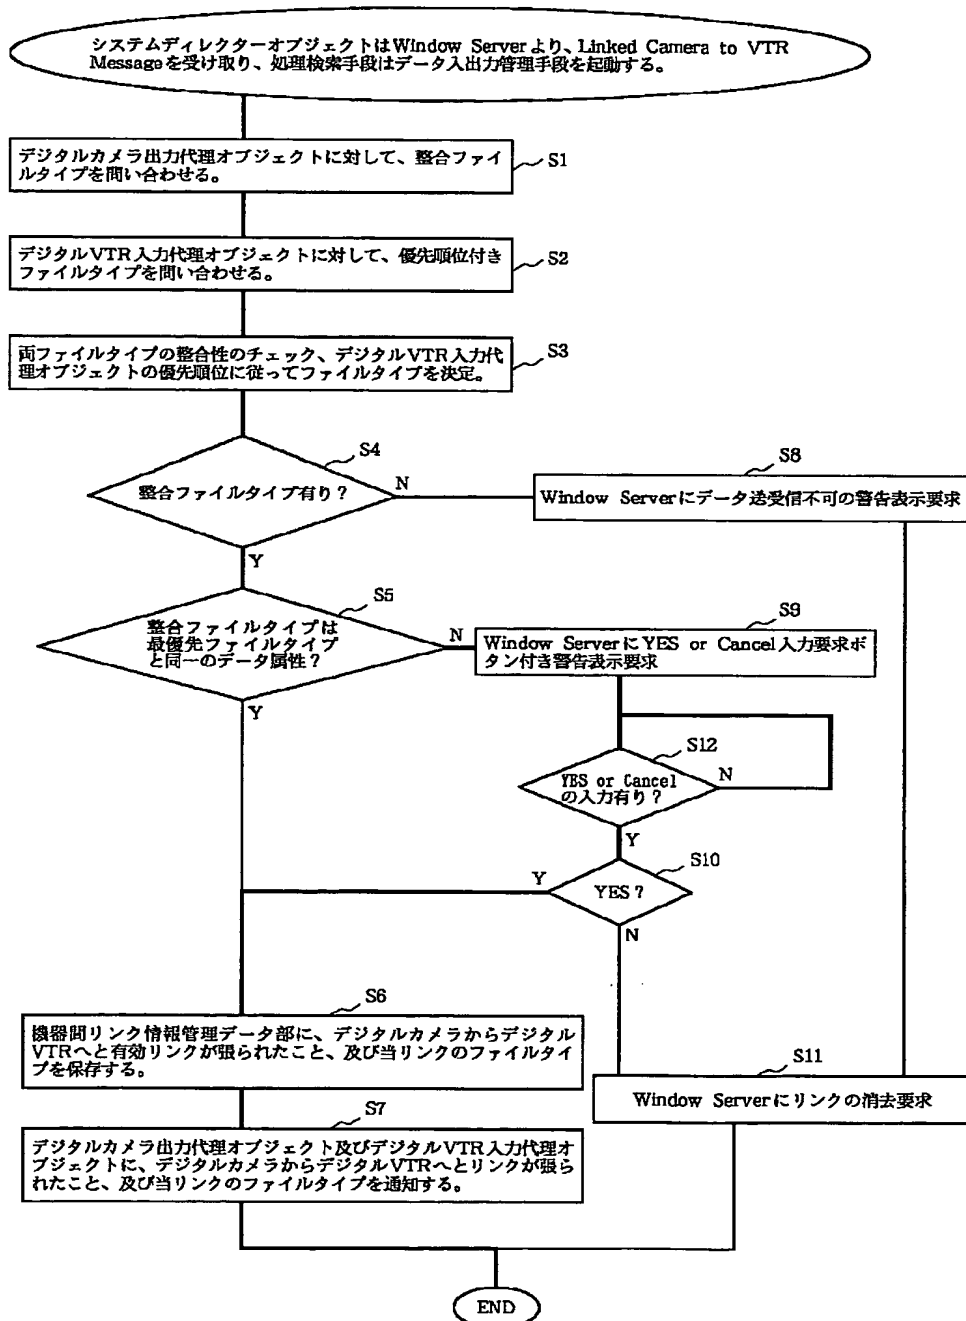 システムディレクターオブジェクトはWindow Serverより、Linked Camera to VTR
Messageを受け取り、処理検索手段はデータ入出力管理手段を起動する。
デジタルカメラ出力代理オブジェクトに対して、整合ファイ
ルタイプを問い合わせる。
S1
デジタルVTR入力代理オブジェクトに対して、優先順位付き
ファイルタイプを問い合わせる。
S2
両ファイルタイプの整合性のチェック、デジタルVTR入力代
理オブジェクトの優先順位に従ってファイルタイプを決定。
S3
S4
整合ファイルタイプ有り？
N
Y
S8
Window Serverにデータ送受信不可の警告表示要求
S5
整合ファイルタイプは
最優先ファイルタイプ
と同一のデータ属性？
N
Y
S9
Window ServerにYES or Cancel入力要求ボ
タン付き警告表示要求
S12
YES or Cancel
の入力有り？
N
Y
S10
YES？
Y
N
S6
機器間リンク情報管理データ部に、デジタルカメラからデジタル
VTRへと有効リンクが張られたこと、及び当リンクのファイルタイ
プを保存する。
S11
Window Serverにリンクの消去要求
S7
デジタルカメラ出力代理オブジェクト及びデジタルVTR入力代理オ
ブジェクトに、デジタルカメラからデジタルVTRへとリンクが張ら
れたこと、及び当リンクのファイルタイプを通知する。
END